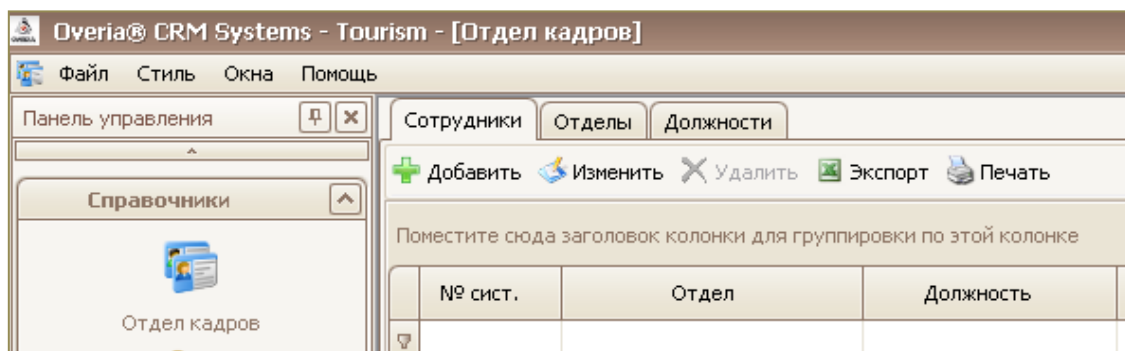 Overia® CRM Systems - Tourism - [Отдел кадров]
Файл Стиль Окна Помощь
Панель управления
Сотрудники Отделы Должности
Добавить Изменить Удалить Экспорт Печать
Справочники
Поместите сюда заголовок колонки для группировки по этой колонке
№ сист. Отдел Должность
Отдел кадров